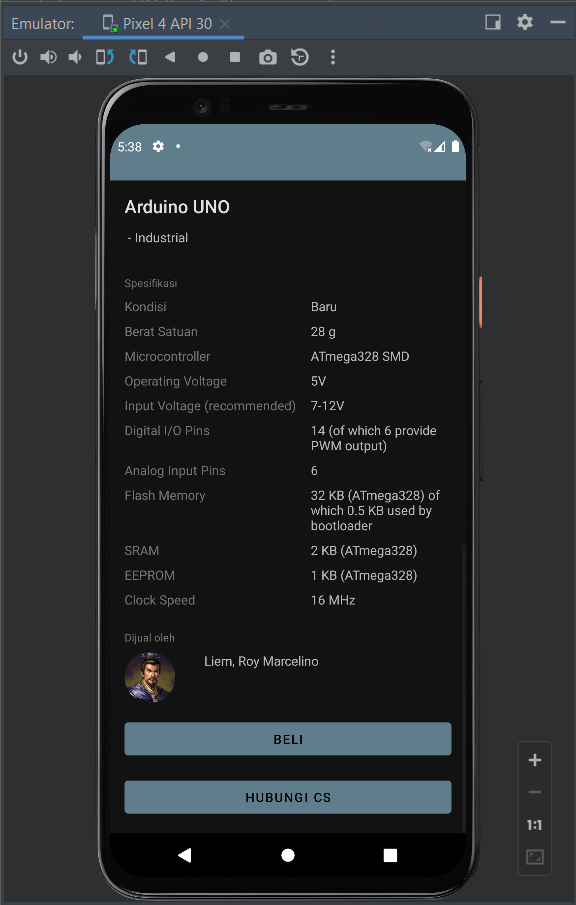 Emulator: Pixel 4 API 30
5:38
Arduino UNO
- Industrial
Spesifikasi
Kondisi Baru
Berat Satuan 28 g
Microcontroller ATmega328 SMD
Operating Voltage 5V
Input Voltage (recommended) 7-12V
Digital I/O Pins 14 (of which 6 provide
PWM output)
Analog Input Pins 6
Flash Memory 32 KB (ATmega328) of
which 0.5 KB used by
bootloader
SRAM 2 KB (ATmega328)
EEPROM 1 KB (ATmega328)
Clock Speed 16 MHz
Dijual oleh
Liem, Roy Marcelino
BELI
HUBUNGI CS
1:1